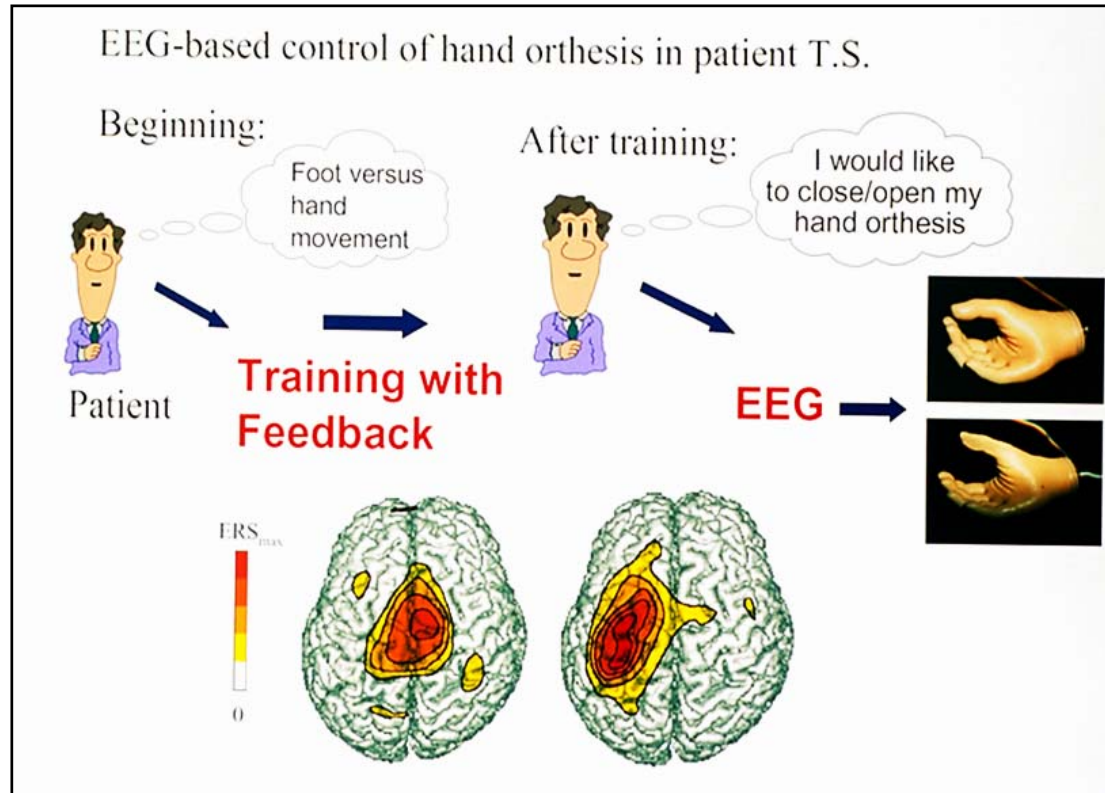 EEG-based control of hand orthesis in patient T.S.
Beginning:
Foot versus
hand
movement
After training:
I would like
to close/open my
hand orthesis
Patient
Training with
Feedback
EEG
ERS max
0